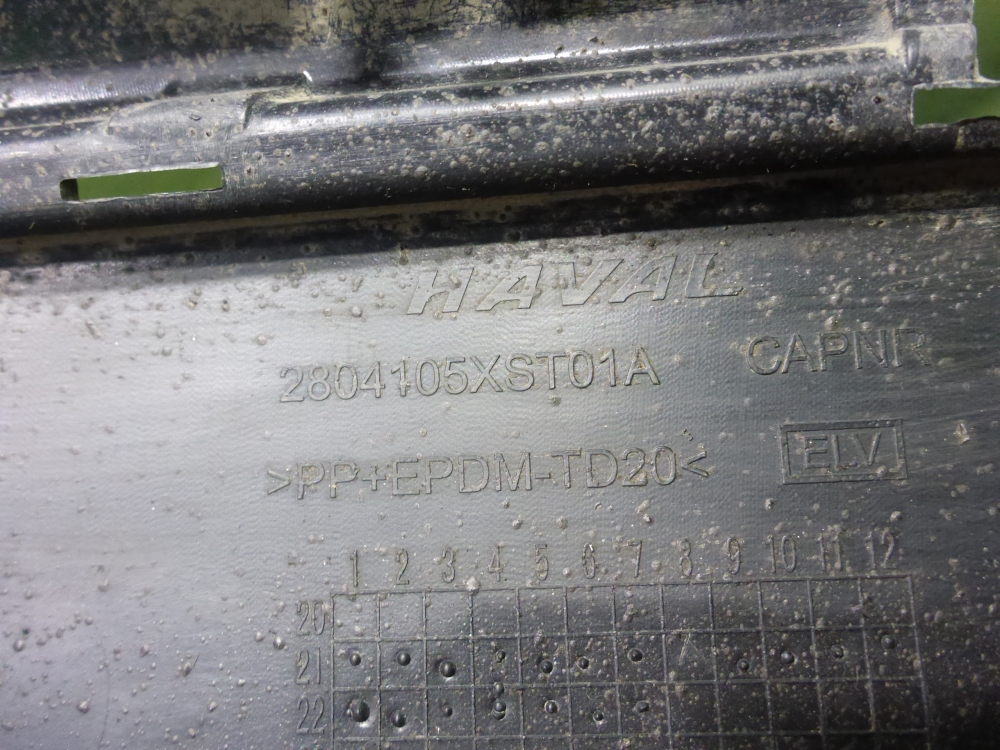 HAVAL
2804105XST01A CAPNR
>PP+EPDM-TD20< ELV
1 2 3 4 5 6 7 8 9 10 11 12
20
21
22